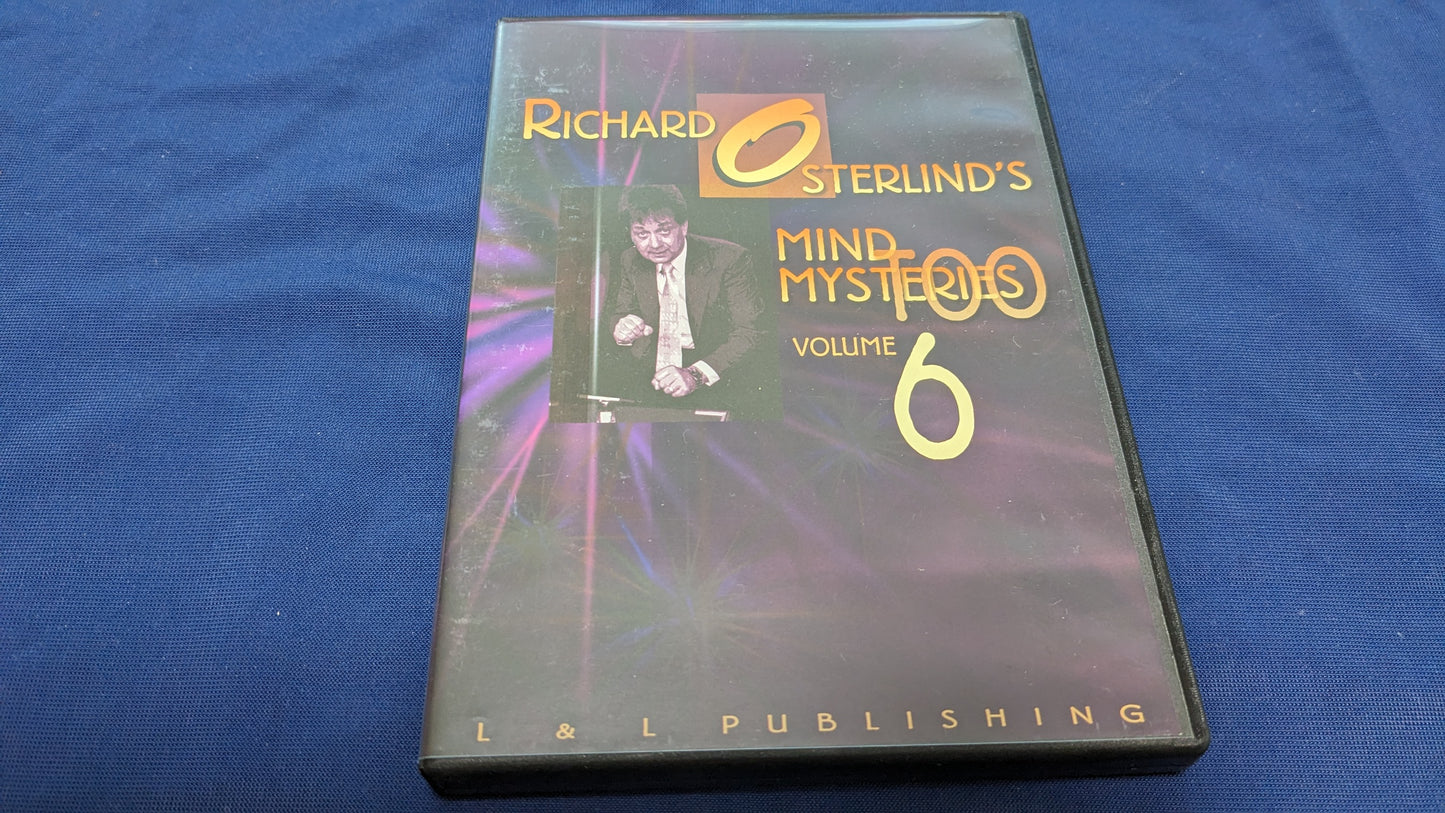 RICHARD OSTERLIND'S
MIND
MYSTERIES TOO
VOLUME 6
L & L PUBLISHING